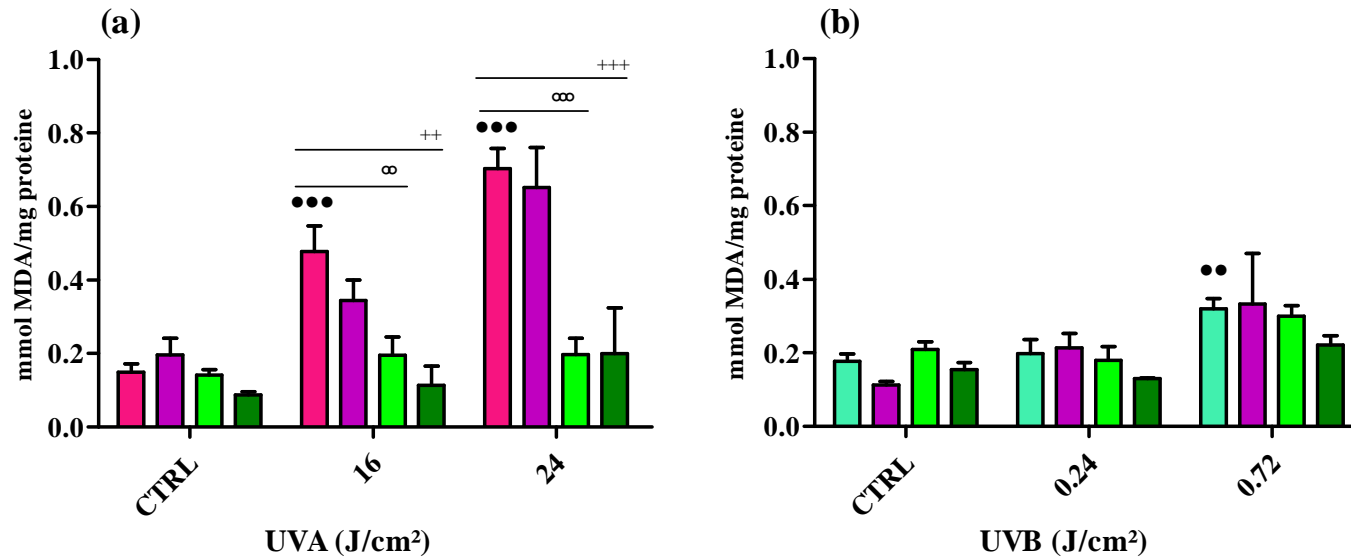 (a)
mmol MDA/mg proteine
1.0
0.8
0.6
0.4
0.2
0.0
●●●
∞
++
●●●
ooo
+++
CTRL
16
24
UVA (J/cm²)
(b)
mmol MDA/mg proteine
1.0
0.8
0.6
0.4
0.2
0.0
●●
CTRL
0.24
0.72
UVB (J/cm²)